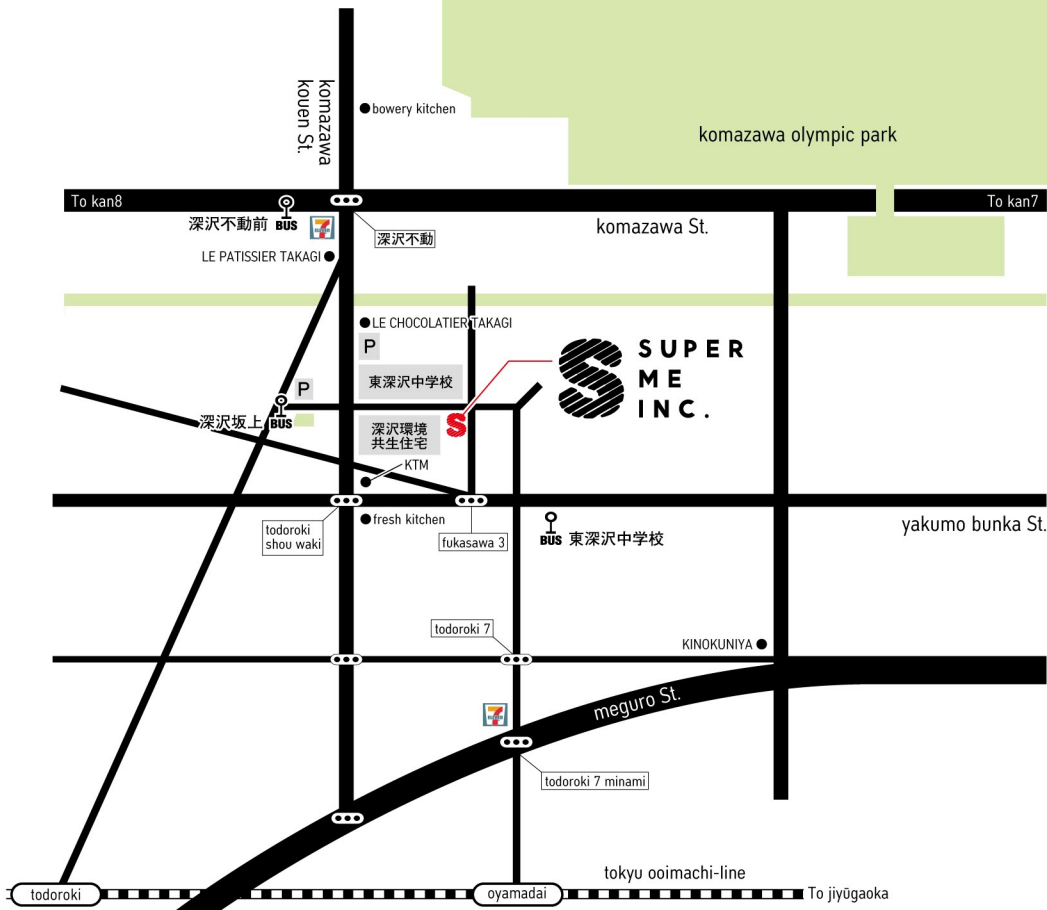 komazawa
kouen St.
bowery kitchen
komazawa olympic park
To kan8
To kan7
深沢不動前
BUS
7
ELEVEN
深沢不動
komazawa St.
LE PATISSIER TAKAGI
LE CHOCOLATIER TAKAGI
P
SUPER
ME
INC.
東深沢中学校
P
深沢坂上
BUS
深沢環境
共生住宅
S
KTM
todoroki
shou waki
fresh kitchen
fukasawa 3
BUS
東深沢中学校
yakumo bunka St.
todoroki 7
KINOKUNIYA
7
ELEVEN
meguro St.
todoroki 7 minami
tokyu ooimachi-line
todoroki
oyamadai
To jiyūgaoka